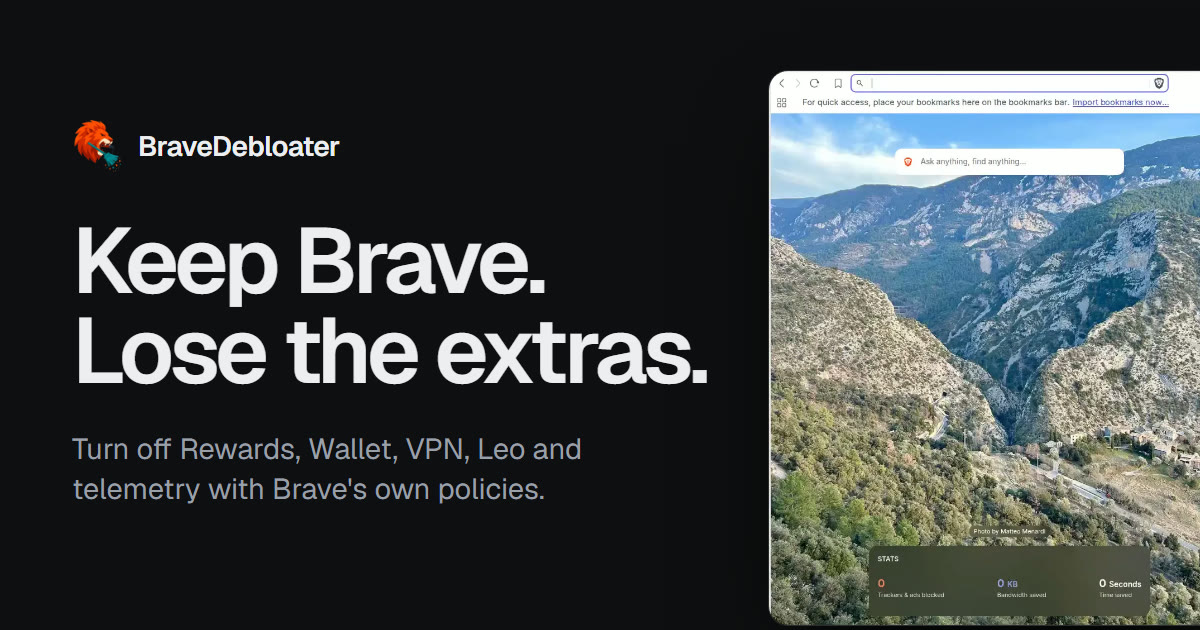 BraveDebloater
Keep Brave.
Lose the extras.
Turn off Rewards, Wallet, VPN, Leo and
telemetry with Brave's own policies.
For quick access, place your bookmarks here on the bookmarks bar. Import bookmarks now...
Ask anything, find anything...
Photo by Matteo Menardi
STATS
0 0 KB 0 Seconds
Trackers & ads blocked Bandwidth saved Time saved